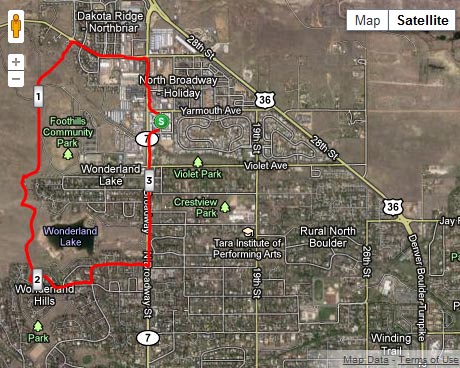 Dakota Ridge -
Northbriar
28th St
Map
Satellite
+
−
1
North Broadway
- Holiday
36
S
Yarmouth Ave
Foothills
Community
Park
7
19th St
28th St
Wonderland
Lake
3
Violet Park
Violet Ave
Crestview
Park
Broadway
36
Jay
Wonderland
Lake
Tara Institute of
Performing Arts
Rural North
Boulder
26th St
Denver Boulder Turnpike
2
Wonderland
Hills
N Broadway St
19th St
Park
7
Winding
Trail
Map Data - Terms of Use